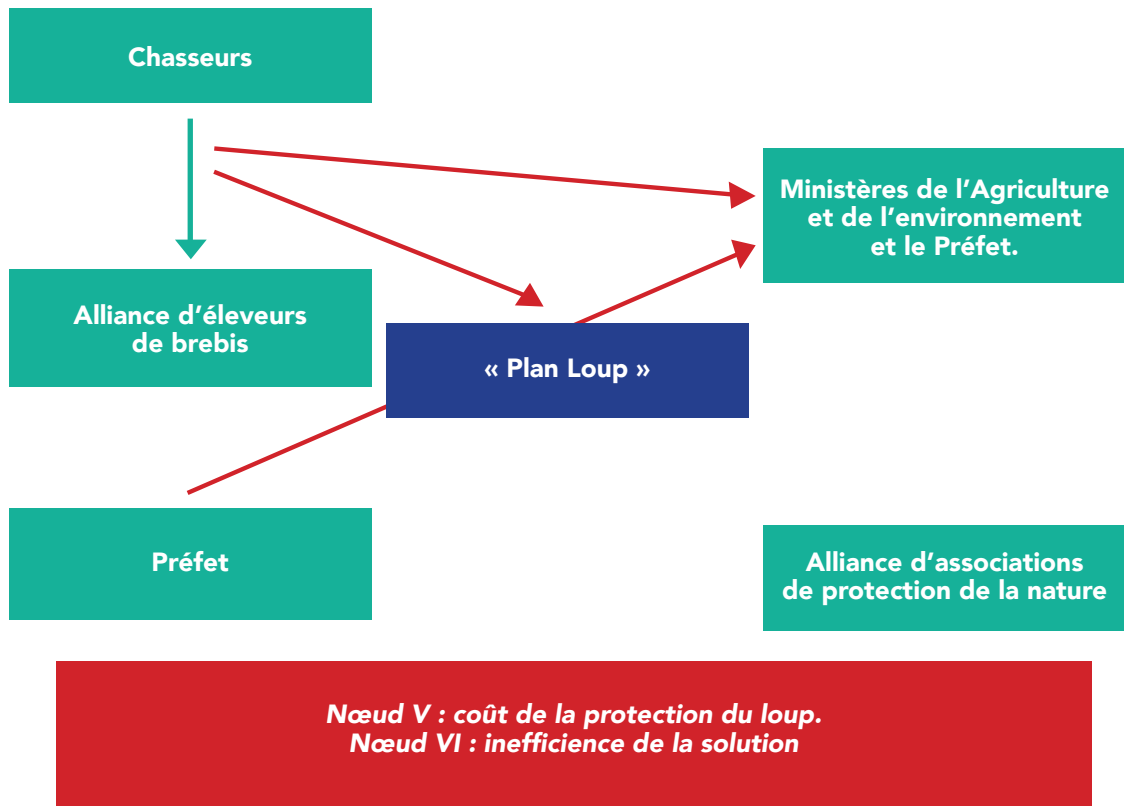 Chasseurs
Ministères de l’Agriculture
et de l’environnement
et le Préfet.
Alliance d’éleveurs
de brebis
« Plan Loup »
Préfet
Alliance d’associations
de protection de la nature
Nœud V : coût de la protection du loup.
Nœud VI : inefficience de la solution